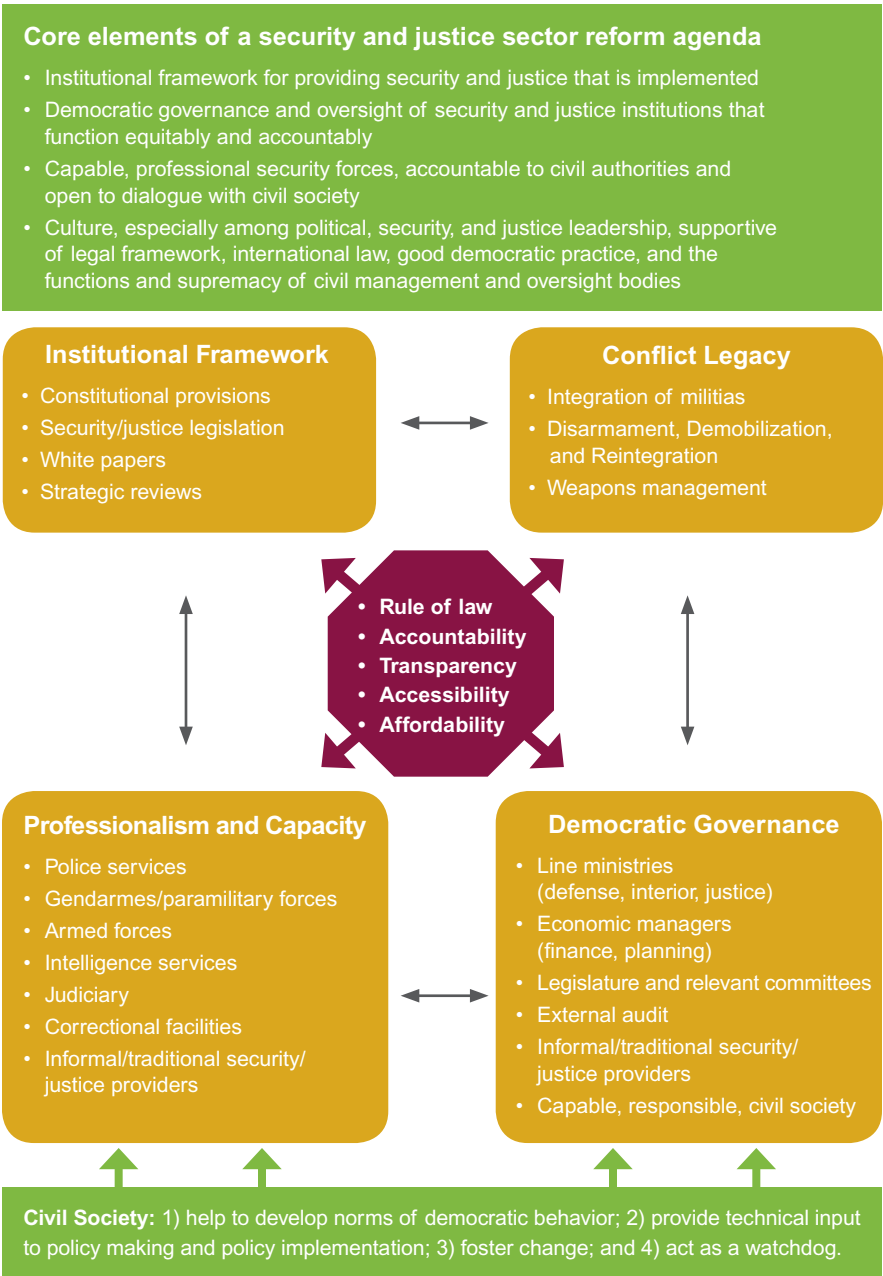 Core elements of a security and justice sector reform agenda
• Institutional framework for providing security and justice that is implemented
• Democratic governance and oversight of security and justice institutions that
function equitably and accountably
• Capable, professional security forces, accountable to civil authorities and
open to dialogue with civil society
• Culture, especially among political, security, and justice leadership, supportive
of legal framework, international law, good democratic practice, and the
functions and supremacy of civil management and oversight bodies
Institutional Framework
• Constitutional provisions
• Security/justice legislation
• White papers
• Strategic reviews
Conflict Legacy
• Integration of militias
• Disarmament, Demobilization,
and Reintegration
• Weapons management
• Rule of law
• Accountability
• Transparency
• Accessibility
• Affordability
Professionalism and Capacity
• Police services
• Gendarmes/paramilitary forces
• Armed forces
• Intelligence services
• Judiciary
• Correctional facilities
• Informal/traditional security/
justice providers
Democratic Governance
• Line ministries
(defense, interior, justice)
• Economic managers
(finance, planning)
• Legislature and relevant committees
• External audit
• Informal/traditional security/
justice providers
• Capable, responsible, civil society
Civil Society: 1) help to develop norms of democratic behavior; 2) provide technical input
to policy making and policy implementation; 3) foster change; and 4) act as a watchdog.